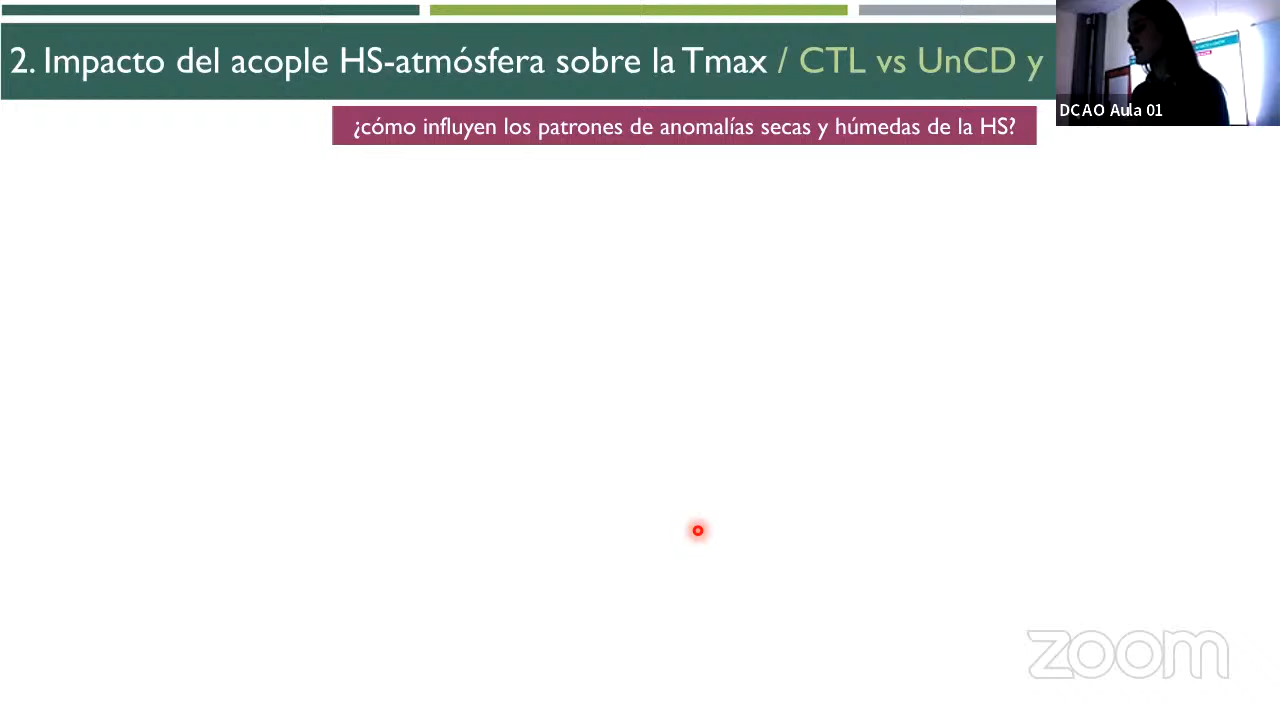 2. Impacto del acople HS-atmósfera sobre la Tmax / CTL vs UnCD y
DCAO Aula 01
¿cómo influyen los patrones de anomalías secas y húmedas de la HS?
zoom